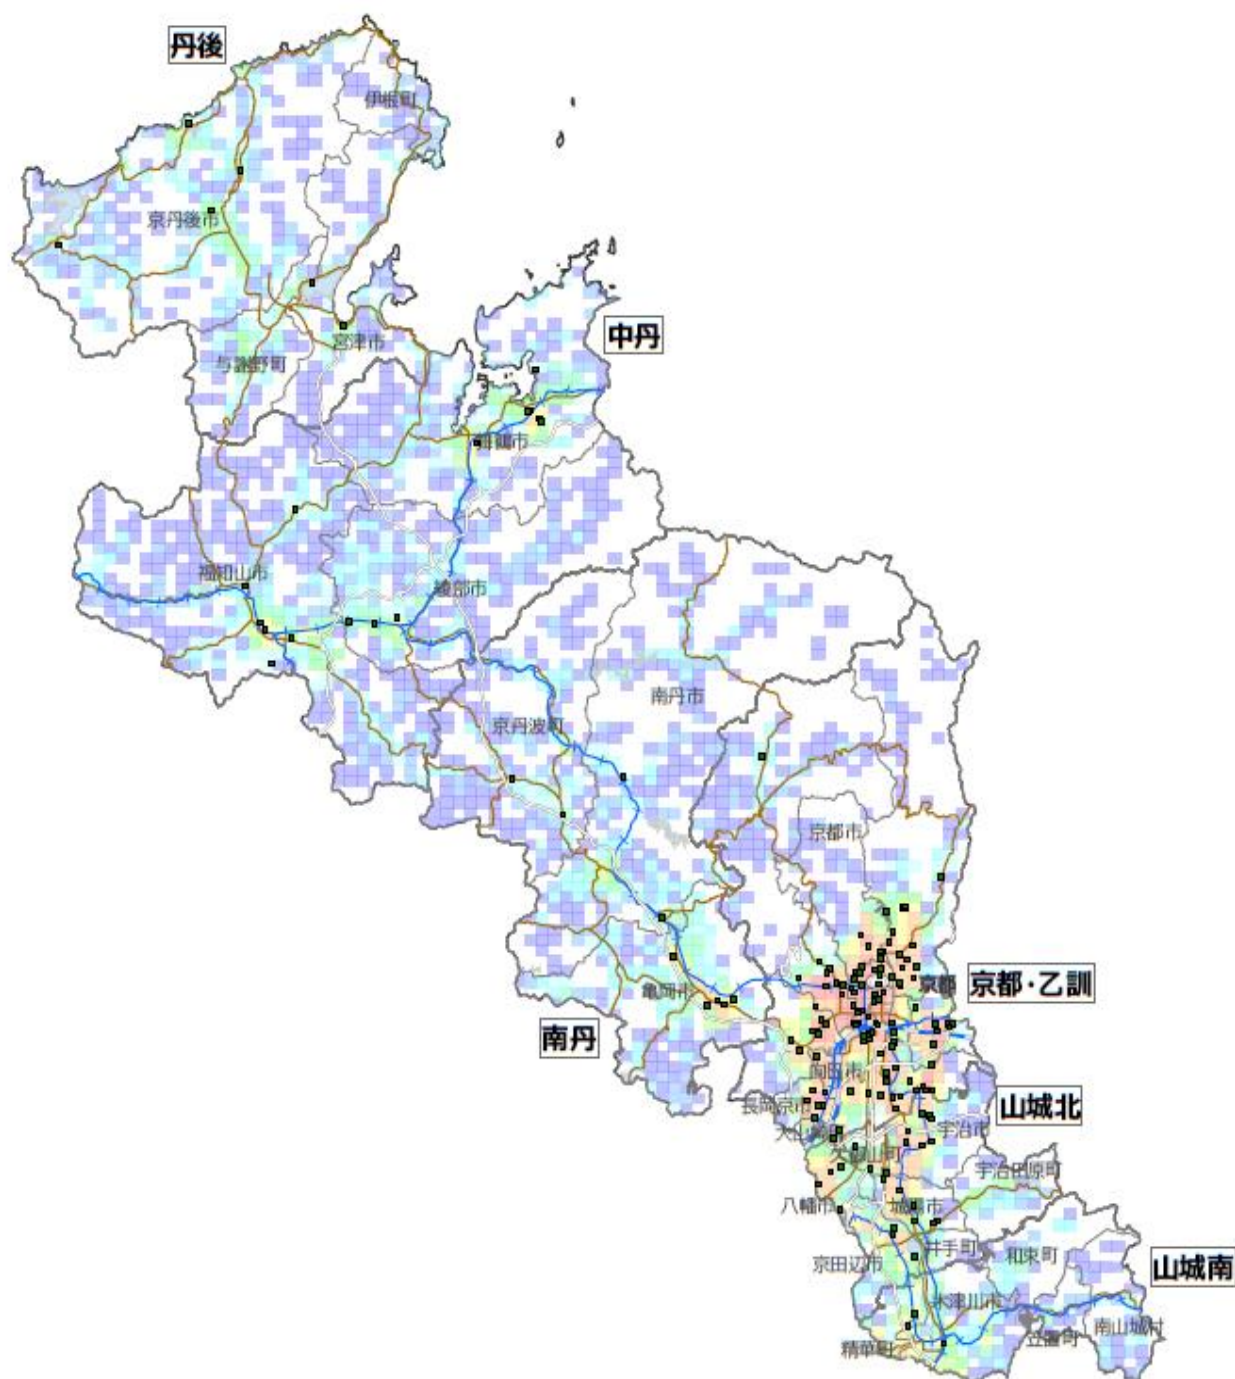 丹後
伊根町
京丹後市
中丹
宮津市
与謝野町
舞鶴市
福知山市
綾部市
南丹市
京丹波町
京都市
京都・乙訓
亀岡市
南丹
向日市
山城北
長岡京市
大山崎町
宇治市
久御山町
宇治田原町
八幡市
城陽市
井手町
和束町
京田辺市
山城南
木津川市
南山城村
笠置町
精華町